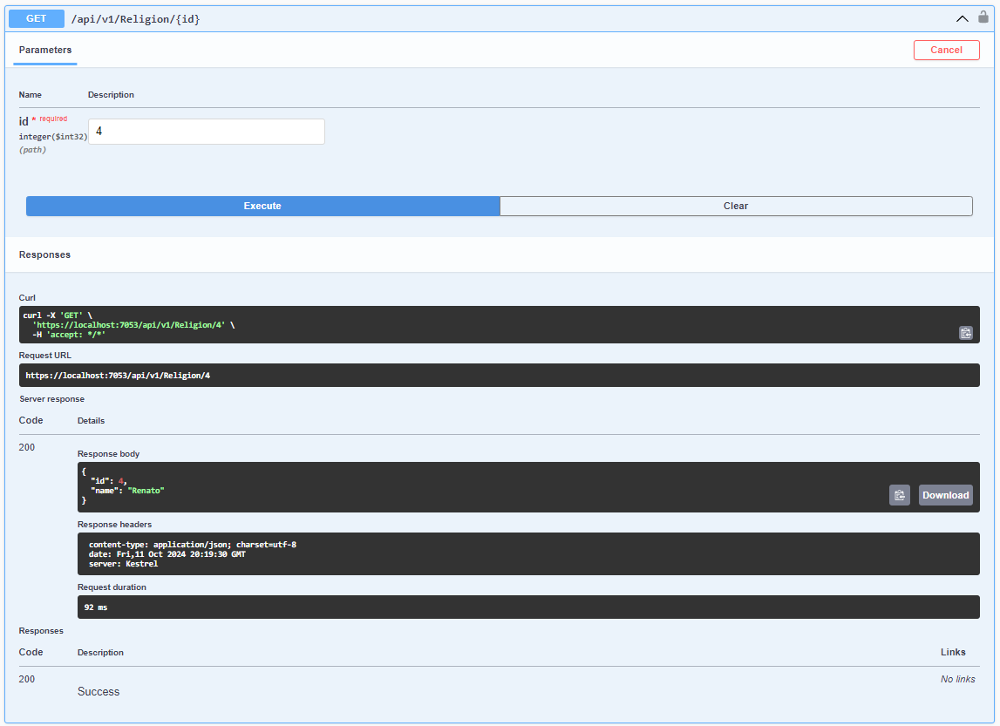 GET /api/v1/Religion/{id}
Parameters Cancel
Name Description
id * required
integer($int32)
(path)
4
Execute Clear
Responses
Curl
curl -X 'GET' \
'https://localhost:7053/api/v1/Religion/4' \
-H 'accept: */*'
Request URL
https://localhost:7053/api/v1/Religion/4
Server response
Code Details
200
Response body
{
"id": 4,
"name": "Renato"
}
Download
Response headers
content-type: application/json; charset=utf-8
date: Fri,11 Oct 2024 20:19:30 GMT
server: Kestrel
Request duration
92 ms
Responses
Code Description Links
200 No links
Success